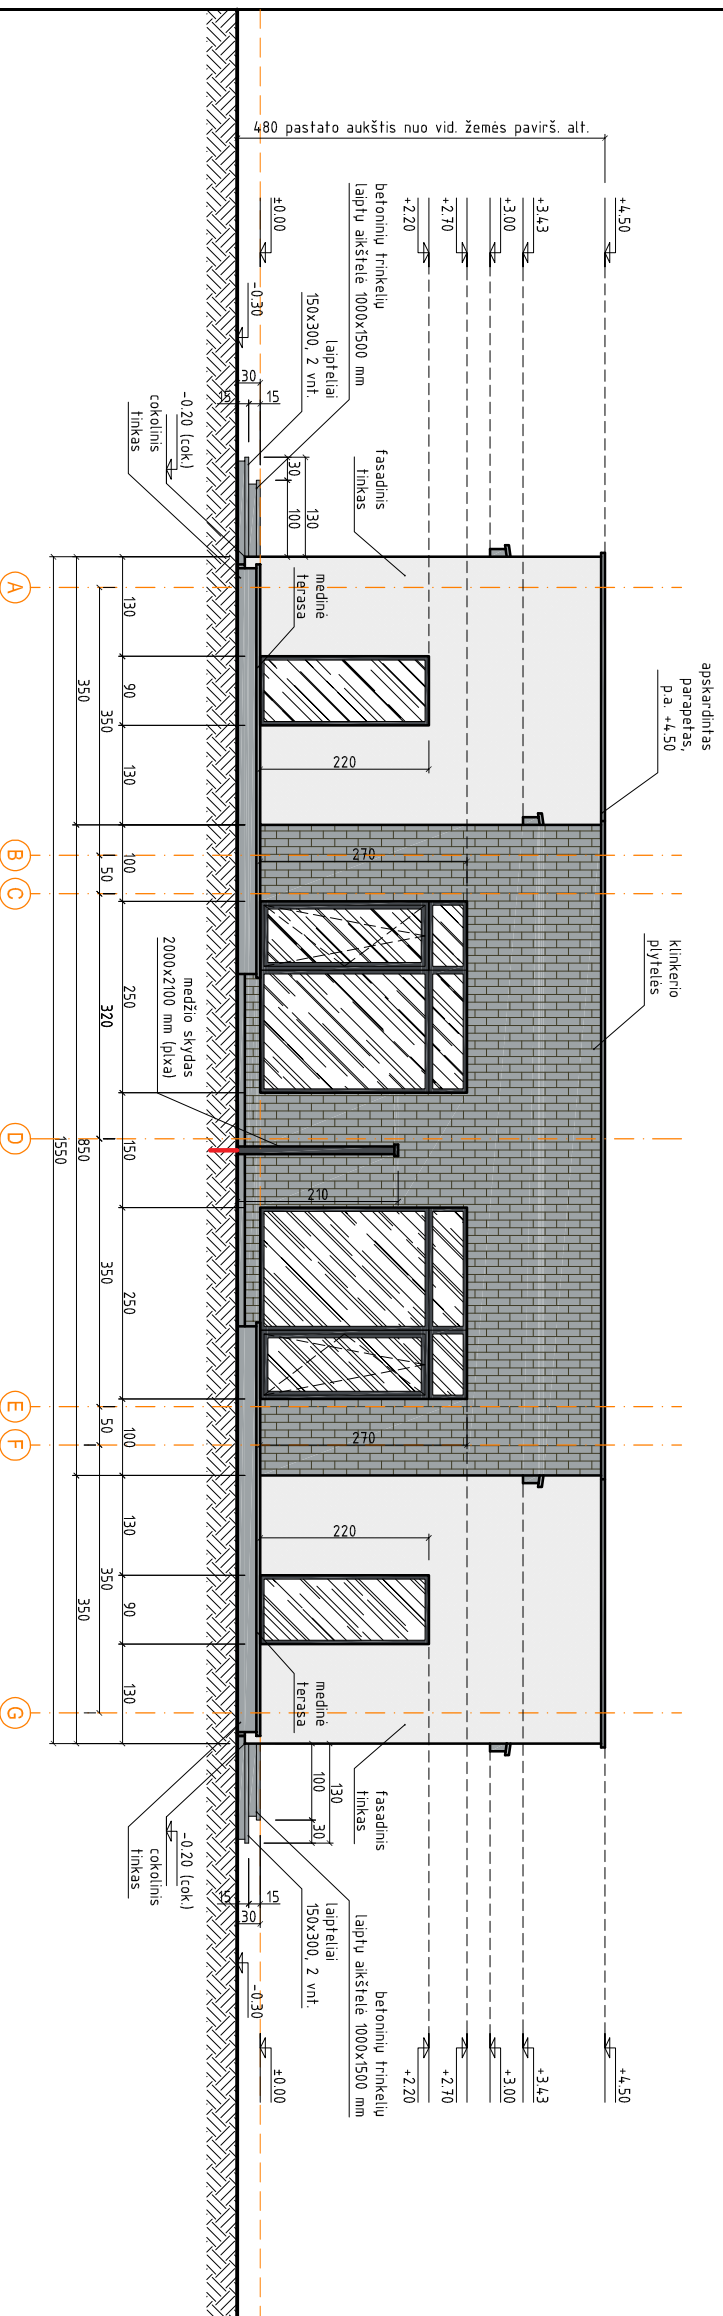 480 pastato aukštis nuo vid. žemės pavirš. alt.
+4.50
+3.43
+3.00
+2.70
+2.20
±0.00
-0.30
betoninių trinkelių
laiptų aikštelė 1000x1500 mm
laipteliai
150x300, 2 vnt.
30
15
15
-0.20 (cok.)
cokolinis
tinkas
130
30
100
fasadinis
tinkas
medinė
terasa
apskardintas
parapetas,
p.a. +4.50
klinkerio
plytelės
220
270
medžio skydas
2000x2100 mm (plxa)
210
270
220
medinė
terasa
fasadinis
tinkas
130
100
30
betoninių trinkelių
laiptų aikštelė 1000x1500 mm
laipteliai
150x300, 2 vnt.
15
15
30
-0.20 (cok.)
cokolinis
tinkas
-0.30
±0.00
+2.20
+2.70
+3.00
+3.43
+4.50
130
90
130
100
250
150
250
100
130
90
130
350
50
320
350
50
350
350
850
350
1550
A
B
C
D
E
F
G